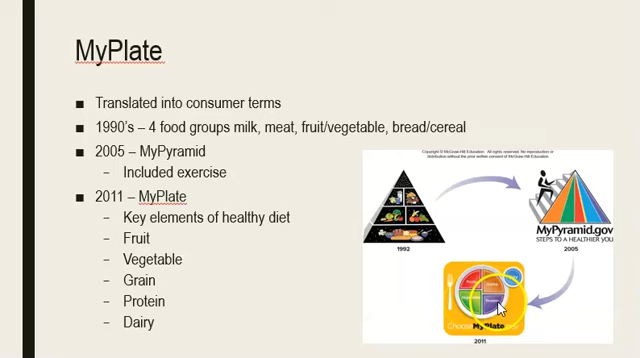 MyPlate
■ Translated into consumer terms
■ 1990's – 4 food groups milk, meat, fruit/vegetable, bread/cereal
■ 2005 – MyPyramid
– Included exercise
■ 2011 – MyPlate
– Key elements of healthy diet
– Fruit
– Vegetable
– Grain
– Protein
– Dairy
Copyright © McGraw-Hill Education. All rights reserved. No reproduction or
distribution without the prior written consent of McGraw-Hill Education.
1992
MyPyramid.gov
STEPS TO A HEALTHIER YOU
2005
ChooseMyPlate
2011